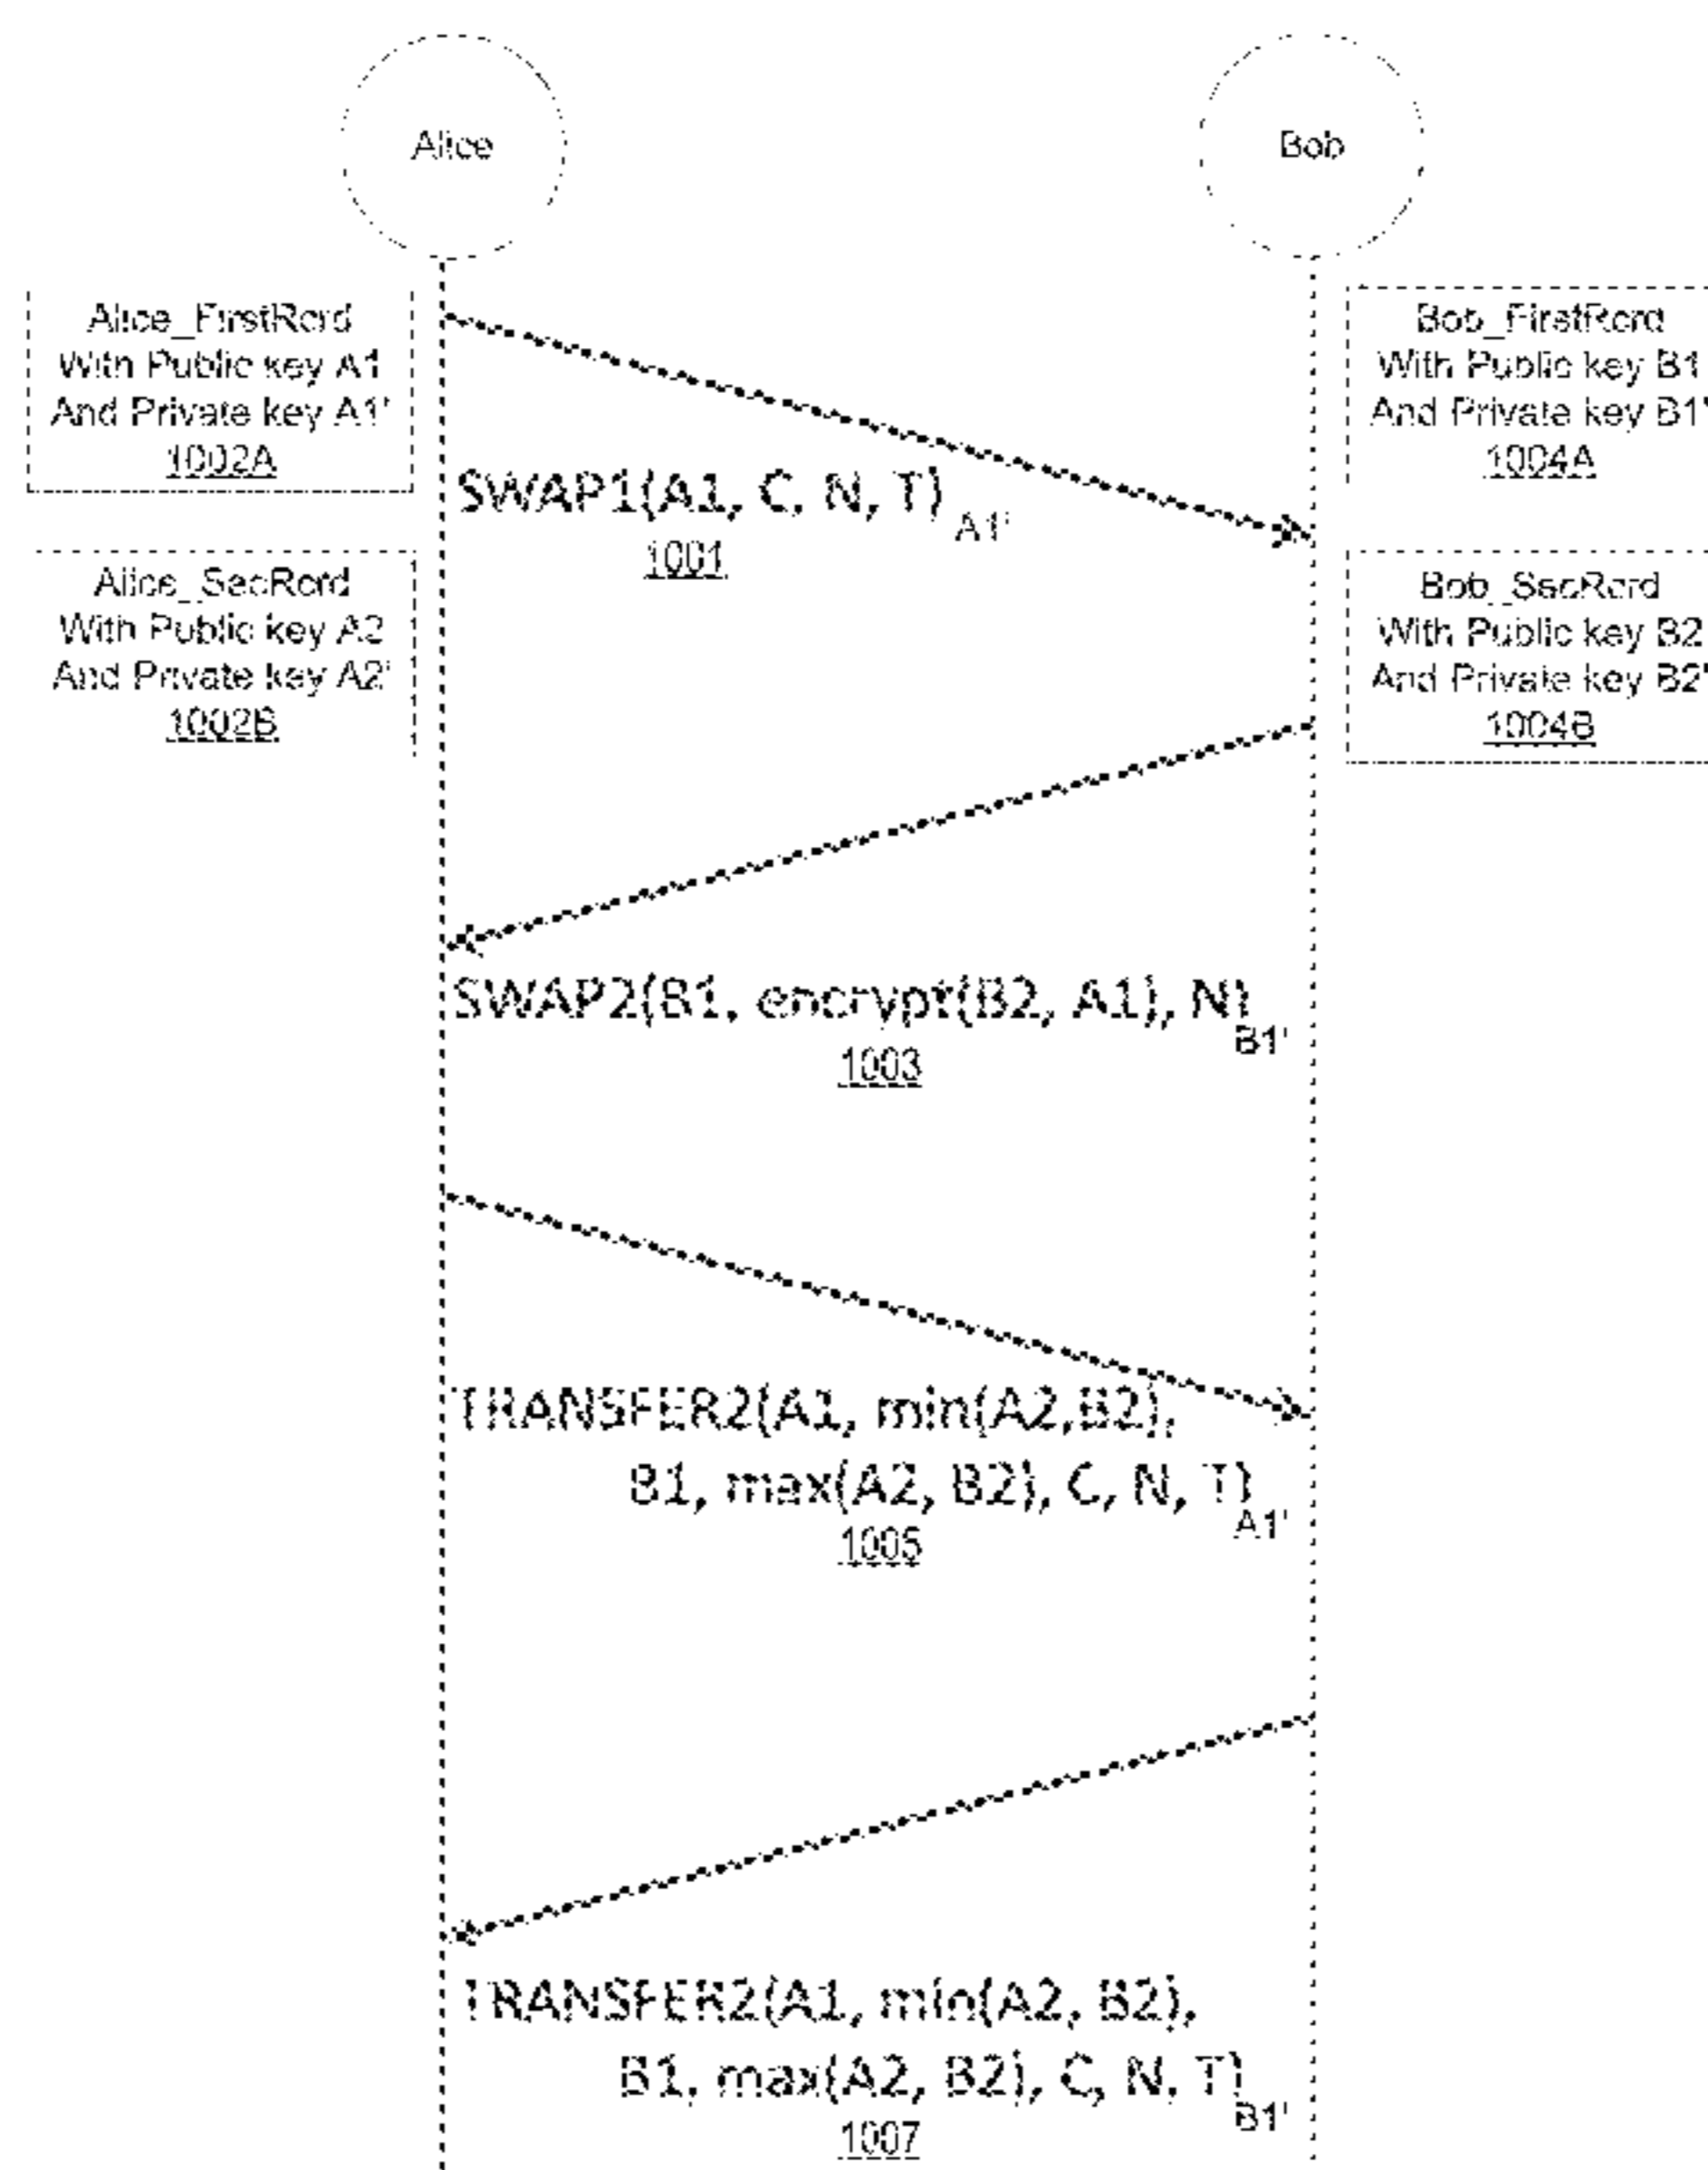 Alice
Bob
Alice_FirstRcrd
With Public key A1
And Private key A1'
1002A
Bob_FirstRcrd
With Public key B1
And Private key B1'
1004A
SWAP1(A1, C, N, T) A1'
1001
Alice_SecRcrd
With Public key A2
And Private key A2'
1002B
Bob_SecRcrd
With Public key B2
And Private key B2'
1004B
SWAP2(B1, encrypt(B2, A1), N) B1'
1003
TRANSFER2(A1, min(A2,B2),
B1, max(A2, B2), C, N, T) A1'
1005
TRANSFER2(A1, min(A2, B2),
B1, max(A2, B2), C, N, T) B1'
1007